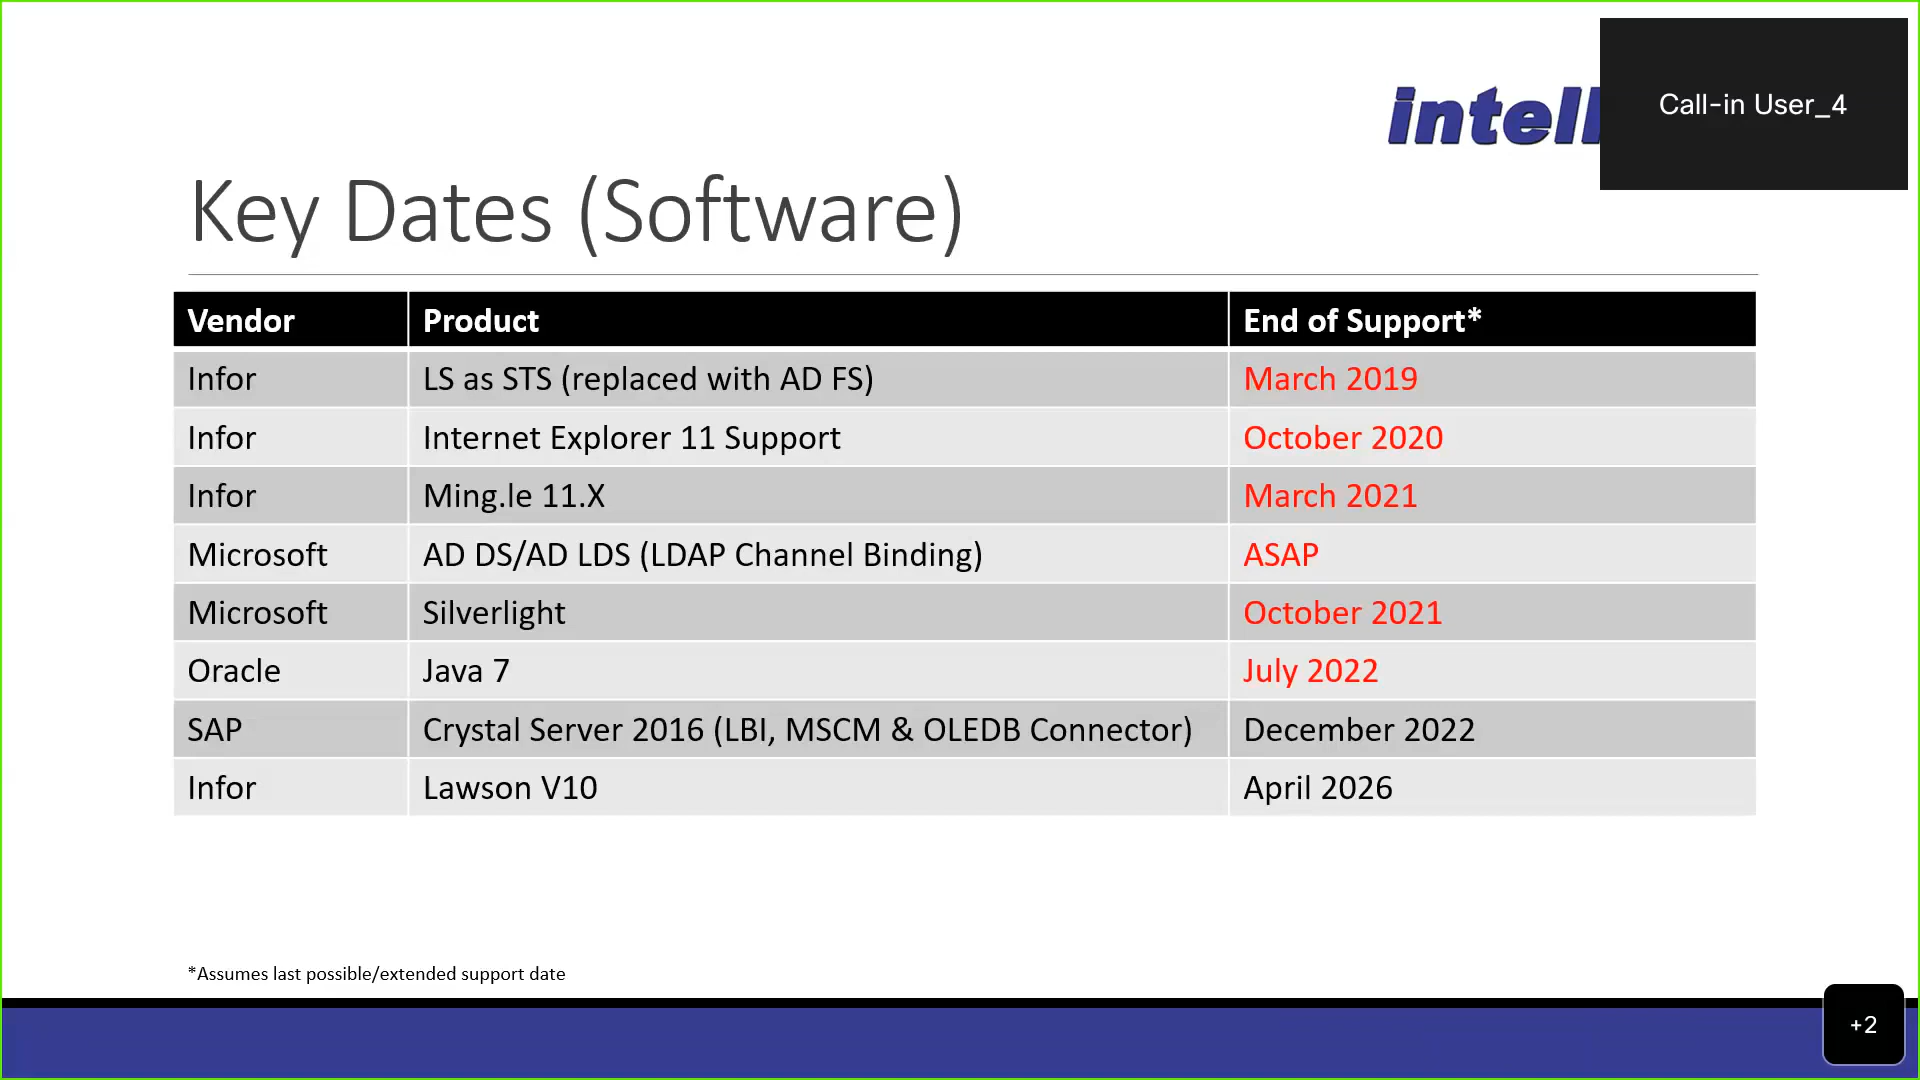 intell
Call-in User_4
Key Dates (Software)
Vendor Product End of Support*
Infor LS as STS (replaced with AD FS) March 2019
Infor Internet Explorer 11 Support October 2020
Infor Ming.le 11.X March 2021
Microsoft AD DS/AD LDS (LDAP Channel Binding) ASAP
Microsoft Silverlight October 2021
Oracle Java 7 July 2022
SAP Crystal Server 2016 (LBI, MSCM & OLEDB Connector) December 2022
Infor Lawson V10 April 2026
*Assumes last possible/extended support date
+2